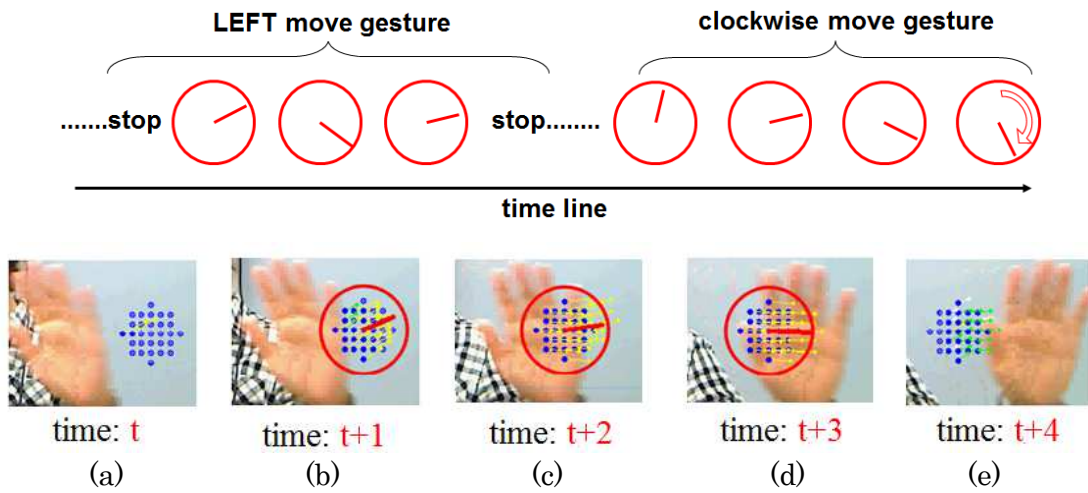 LEFT move gesture
clockwise move gesture
.......stop
stop........
time line
time: t
time: t+1
time: t+2
time: t+3
time: t+4
(a)
(b)
(c)
(d)
(e)